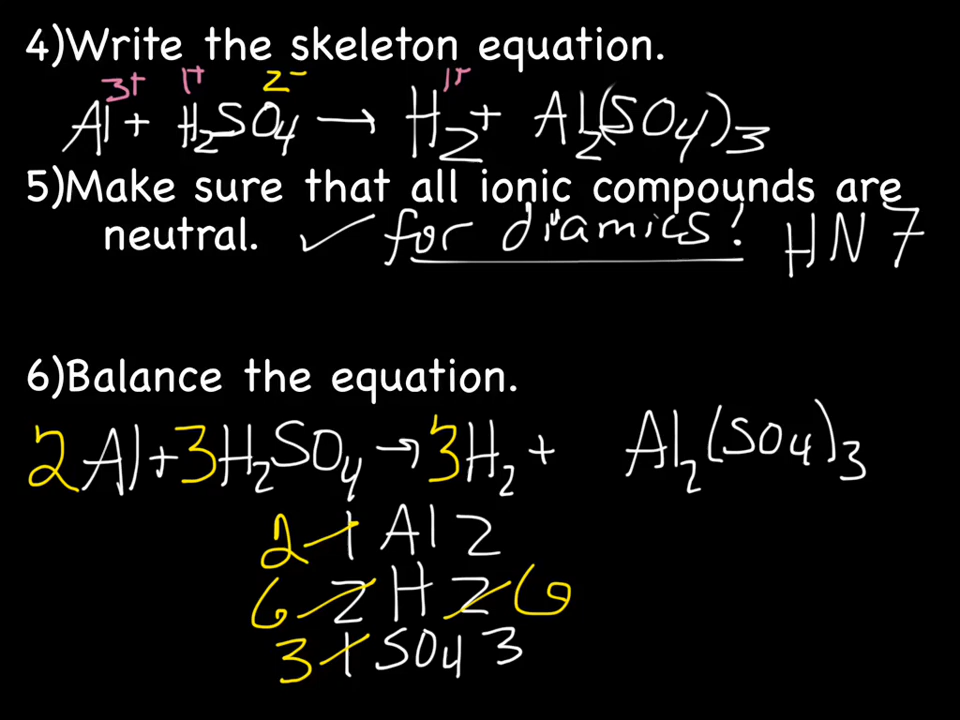 4)Write the skeleton equation.
3+ 1+ 2- 1+
Al + H2SO4 → H2 + Al2(SO4)3
5)Make sure that all ionic compounds are
neutral. ✓ for diamics! HN7
6)Balance the equation.
2Al + 3H2SO4 → 3H2 + Al2(SO4)3
2 1 Al 2
6 2 H 2 6
3 1 SO4 3